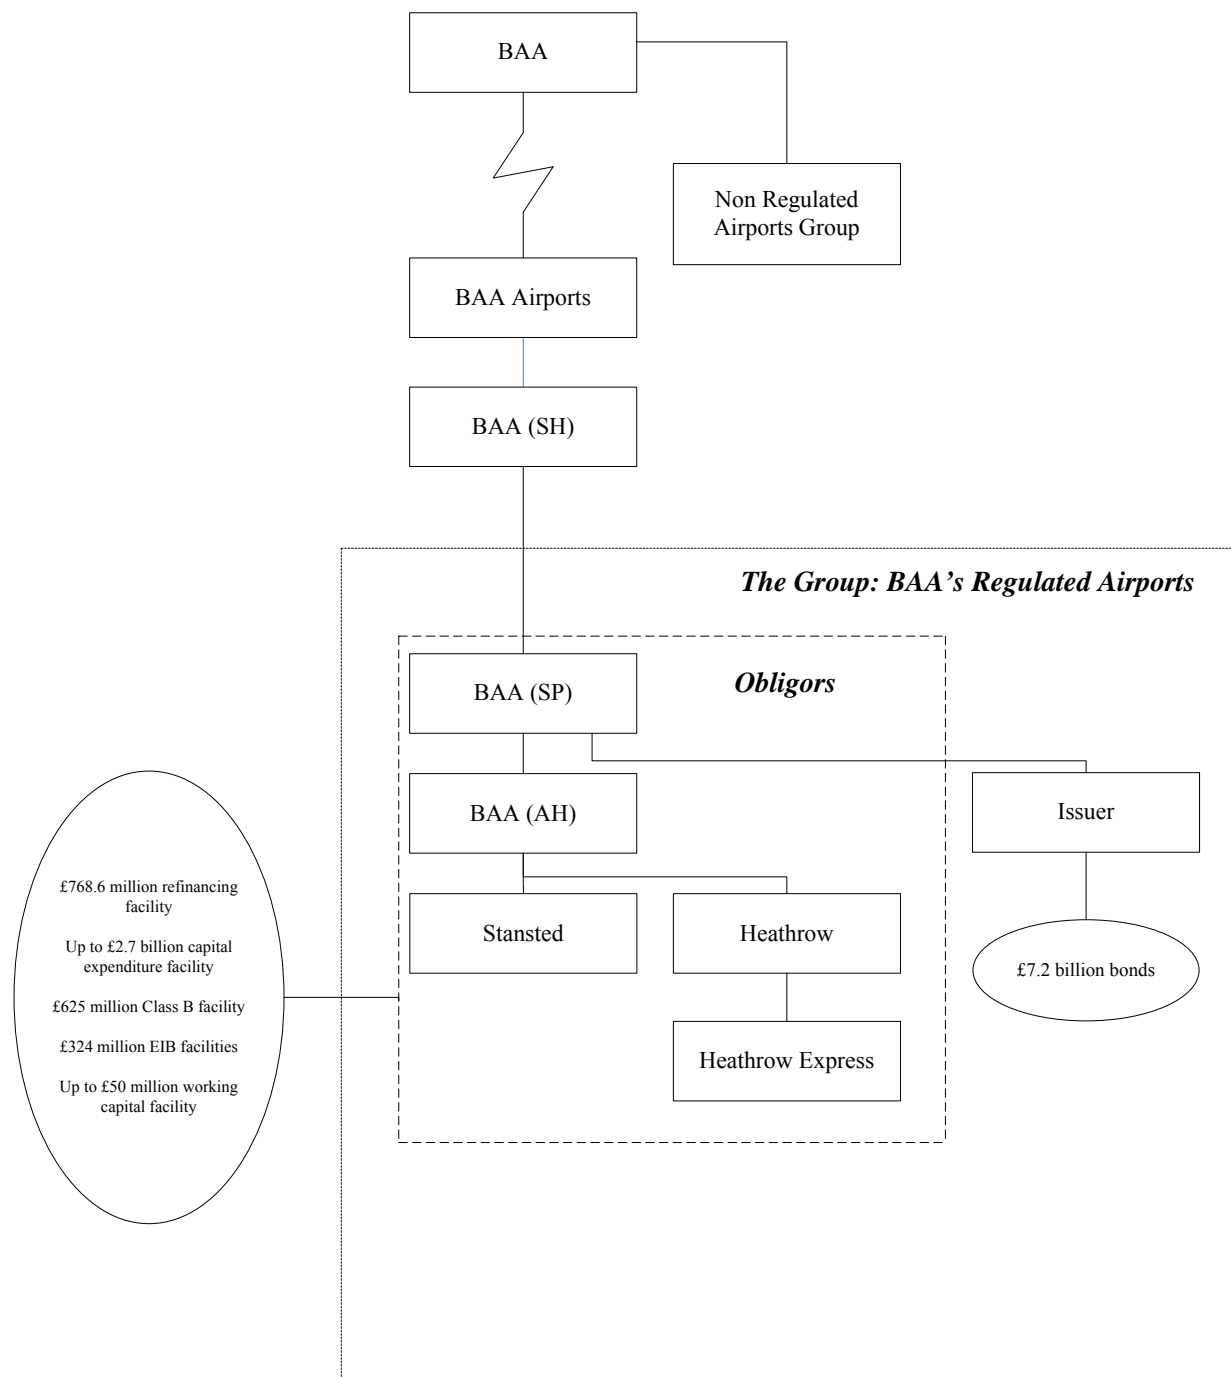 BAA
Non Regulated
Airports Group
BAA Airports
BAA (SH)
The Group: BAA’s Regulated Airports
BAA (SP)
Obligors
BAA (AH)
Issuer
Stansted
Heathrow
£7.2 billion bonds
Heathrow Express
£768.6 million refinancing
facility
Up to £2.7 billion capital
expenditure facility
£625 million Class B facility
£324 million EIB facilities
Up to £50 million working
capital facility